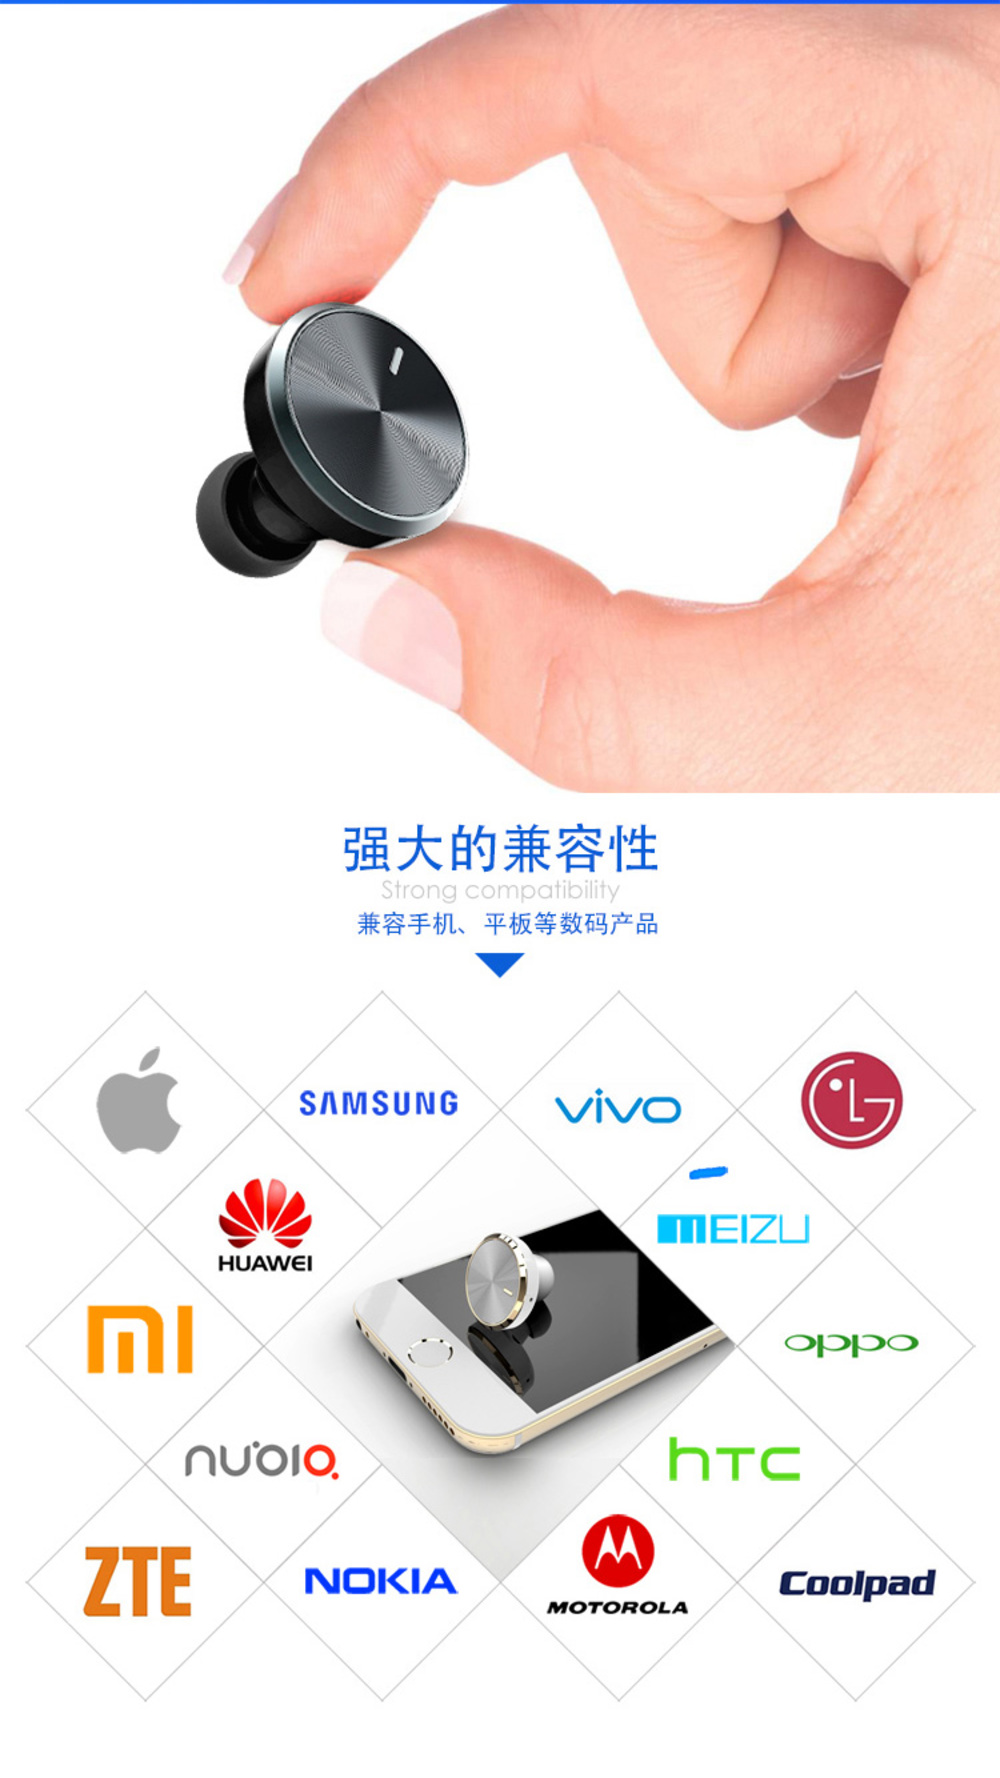 强大的兼容性
Strong compatibility
兼容手机、平板等数码产品
SAMSUNG
vivo
LG
HUAWEI
MEIZU
MI
oppo
nubia
hTC
ZTE
NOKIA
MOTOROLA
Coolpad